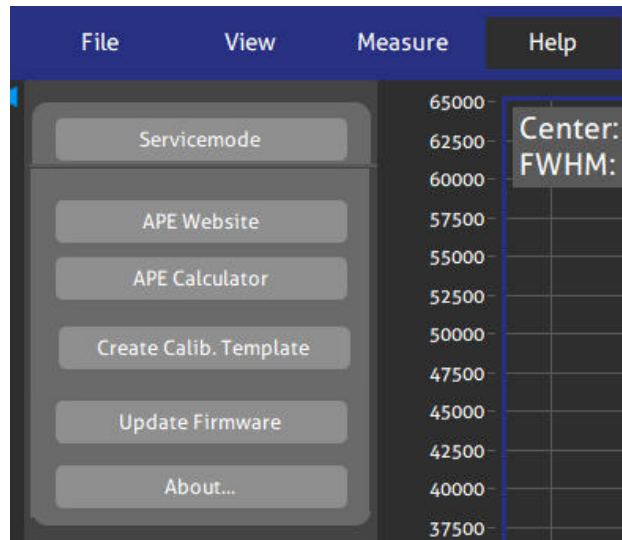 File View Measure Help
Servicemode
APE Website
APE Calculator
Create Calib. Template
Update Firmware
About...
65000
62500
60000
57500
55000
52500
50000
47500
45000
42500
40000
37500
Center:
FWHM: